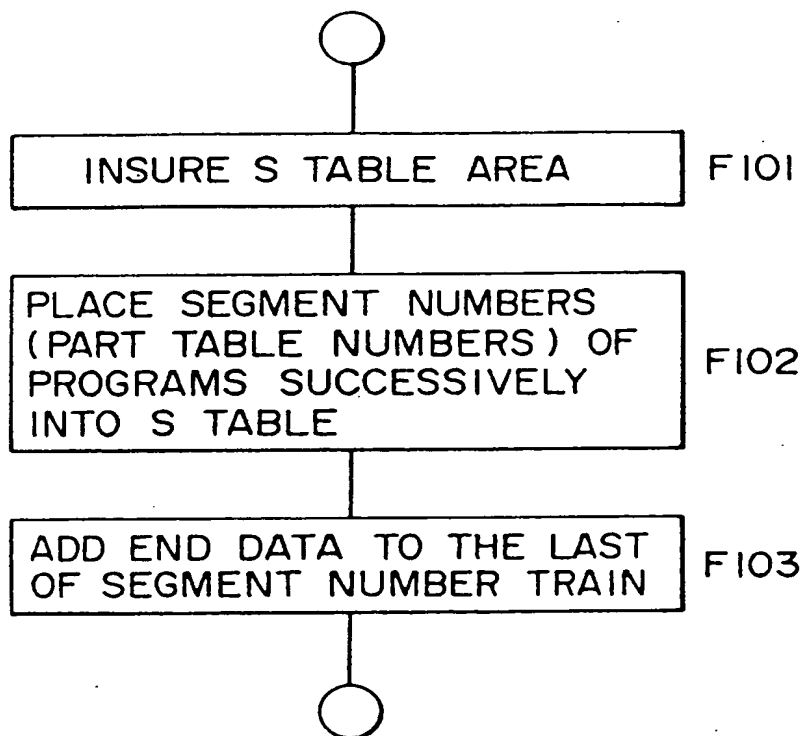 INSURE S TABLE AREA
F101
PLACE SEGMENT NUMBERS
(PART TABLE NUMBERS) OF
PROGRAMS SUCCESSIVELY
INTO S TABLE
F102
ADD END DATA TO THE LAST
OF SEGMENT NUMBER TRAIN
F103